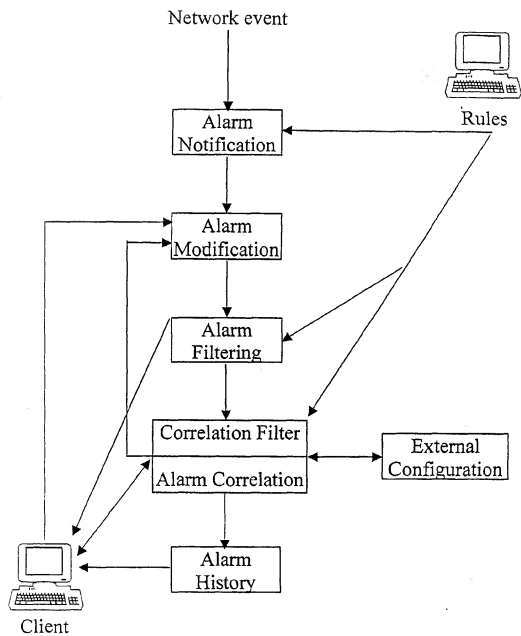 Network event
Rules
Alarm
Notification
Alarm
Modification
Alarm
Filtering
Correlation Filter
Alarm Correlation
External
Configuration
Alarm
History
Client